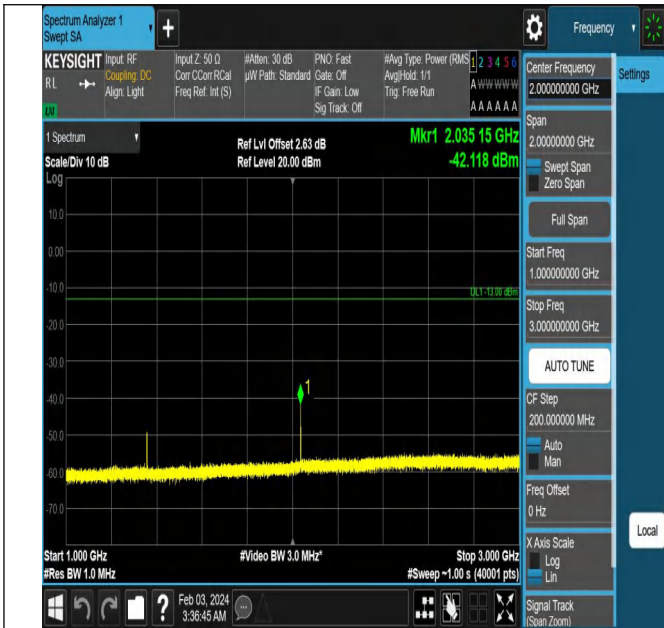 Spectrum Analyzer 1
Swept SA
+
Frequency
KEYSIGHT
RL
LXI
Input: RF
Coupling: DC
Align: Light
Input Z: 50 Ω
Corr CCorr RCal
Freq Ref: Int (S)
#Atten: 30 dB
µW Path: Standard
PNO: Fast
Gate: Off
IF Gain: Low
Sig Track: Off
#Avg Type: Power (RMS
Avg|Hold: 1/1
Trig: Free Run
1 2 3 4 5 6
A W W W W W
A A A A A A
Center Frequency
2.000000000 GHz
Settings
Span
2.00000000 GHz
Swept Span
Zero Span
Full Span
Start Freq
1.000000000 GHz
Stop Freq
3.000000000 GHz
AUTO TUNE
CF Step
200.000000 MHz
Auto
Man
Freq Offset
0 Hz
X Axis Scale
Log
Lin
Signal Track
(Span Zoom)
Local
1 Spectrum
Scale/Div 10 dB
Log
Ref Lvl Offset 2.63 dB
Ref Level 20.00 dBm
Mkr1 2.035 15 GHz
-42.118 dBm
10.0
0.00
-10.0
DL1 -13.00 dBm
-20.0
-30.0
-40.0
1
-50.0
-60.0
-70.0
Start 1.000 GHz
#Res BW 1.0 MHz
#Video BW 3.0 MHz*
Stop 3.000 GHz
#Sweep ~1.00 s (40001 pts)
?
Feb 03, 2024
3:36:45 AM